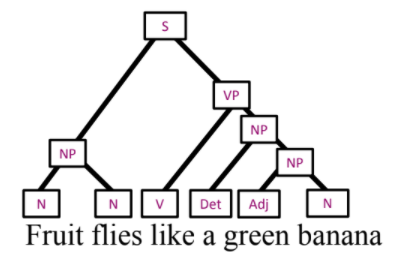 S
VP
NP
NP NP
N N V Det Adj N
Fruit flies like a green banana